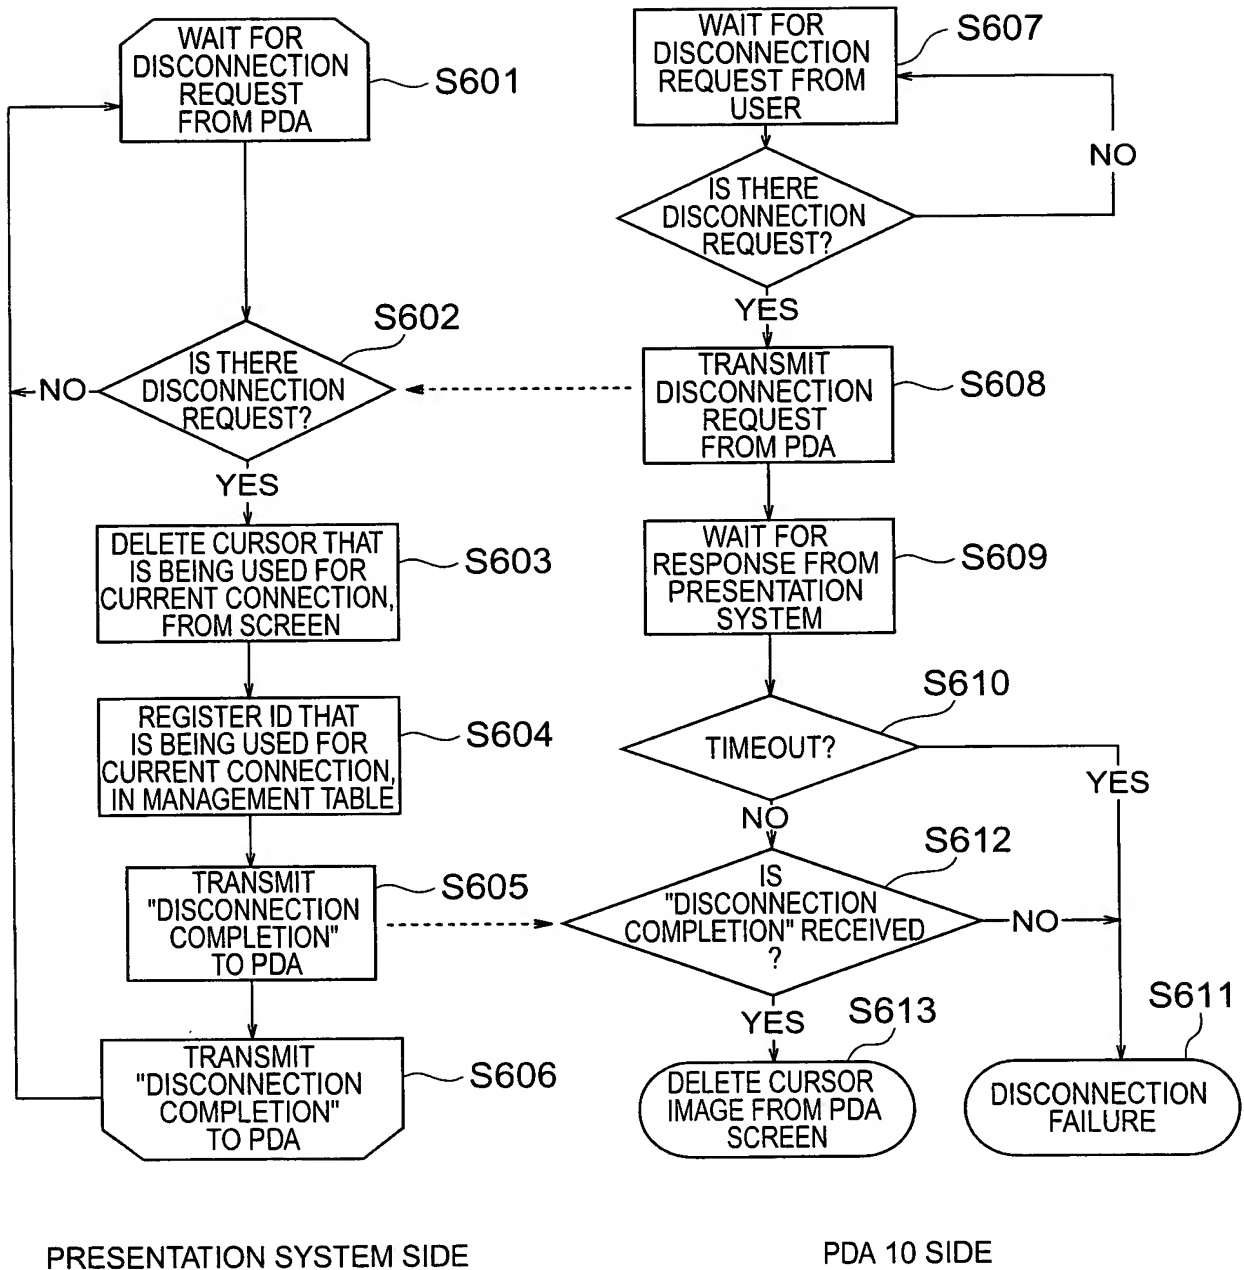 WAIT FOR
DISCONNECTION
REQUEST
FROM PDA
S601
S602
IS THERE
DISCONNECTION
REQUEST?
NO
YES
DELETE CURSOR THAT
IS BEING USED FOR
CURRENT CONNECTION,
FROM SCREEN
S603
REGISTER ID THAT
IS BEING USED FOR
CURRENT CONNECTION,
IN MANAGEMENT TABLE
S604
TRANSMIT
"DISCONNECTION
COMPLETION"
TO PDA
S605
TRANSMIT
"DISCONNECTION
COMPLETION"
TO PDA
S606
PRESENTATION SYSTEM SIDE
WAIT FOR
DISCONNECTION
REQUEST FROM
USER
S607
NO
IS THERE
DISCONNECTION
REQUEST?
YES
TRANSMIT
DISCONNECTION
REQUEST
FROM PDA
S608
WAIT FOR
RESPONSE FROM
PRESENTATION
SYSTEM
S609
S610
TIMEOUT?
YES
NO
S612
IS
"DISCONNECTION
COMPLETION" RECEIVED
?
NO
YES
S613
DELETE CURSOR
IMAGE FROM PDA
SCREEN
S611
DISCONNECTION
FAILURE
PDA 10 SIDE